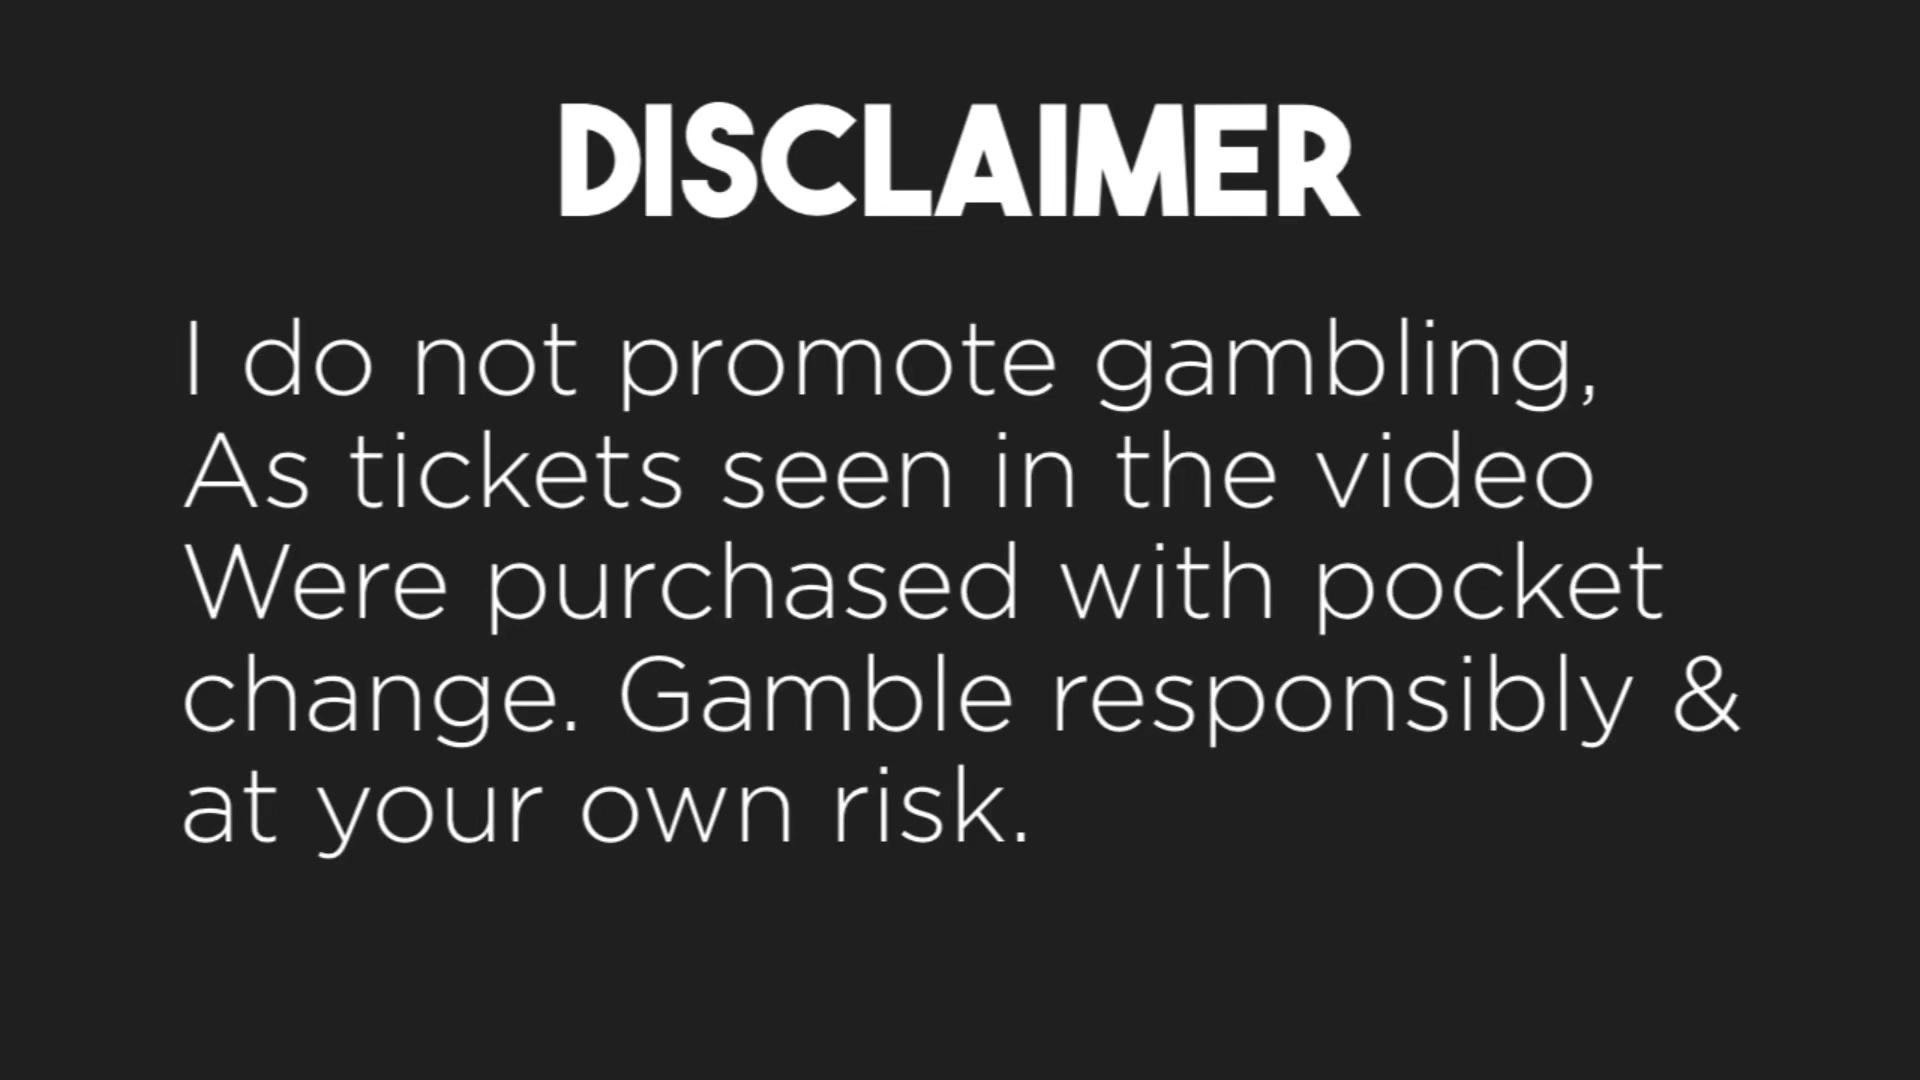 DISCLAIMER
I do not promote gambling,
As tickets seen in the video
Were purchased with pocket
change. Gamble responsibly &
at your own risk.